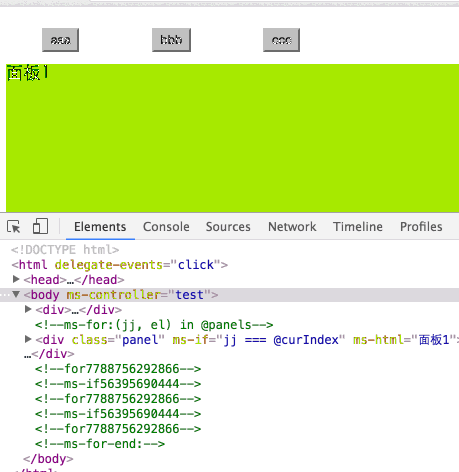 aaa bbb ccc
面板1
Elements Console Sources Network Timeline Profiles
<!DOCTYPE html>
<html delegate-events="click">
▶<head>…</head>
▼<body ms-controller="test">
▶<div>…</div>
<!--ms-for:(jj, el) in @panels-->
▶<div class="panel" ms-if="jj === @curIndex" ms-html="面板1"
…</div>
<!--for7788756292866-->
<!--ms-if56395690444-->
<!--for7788756292866-->
<!--ms-if56395690444-->
<!--for7788756292866-->
<!--ms-for-end:-->
</body>
</html>